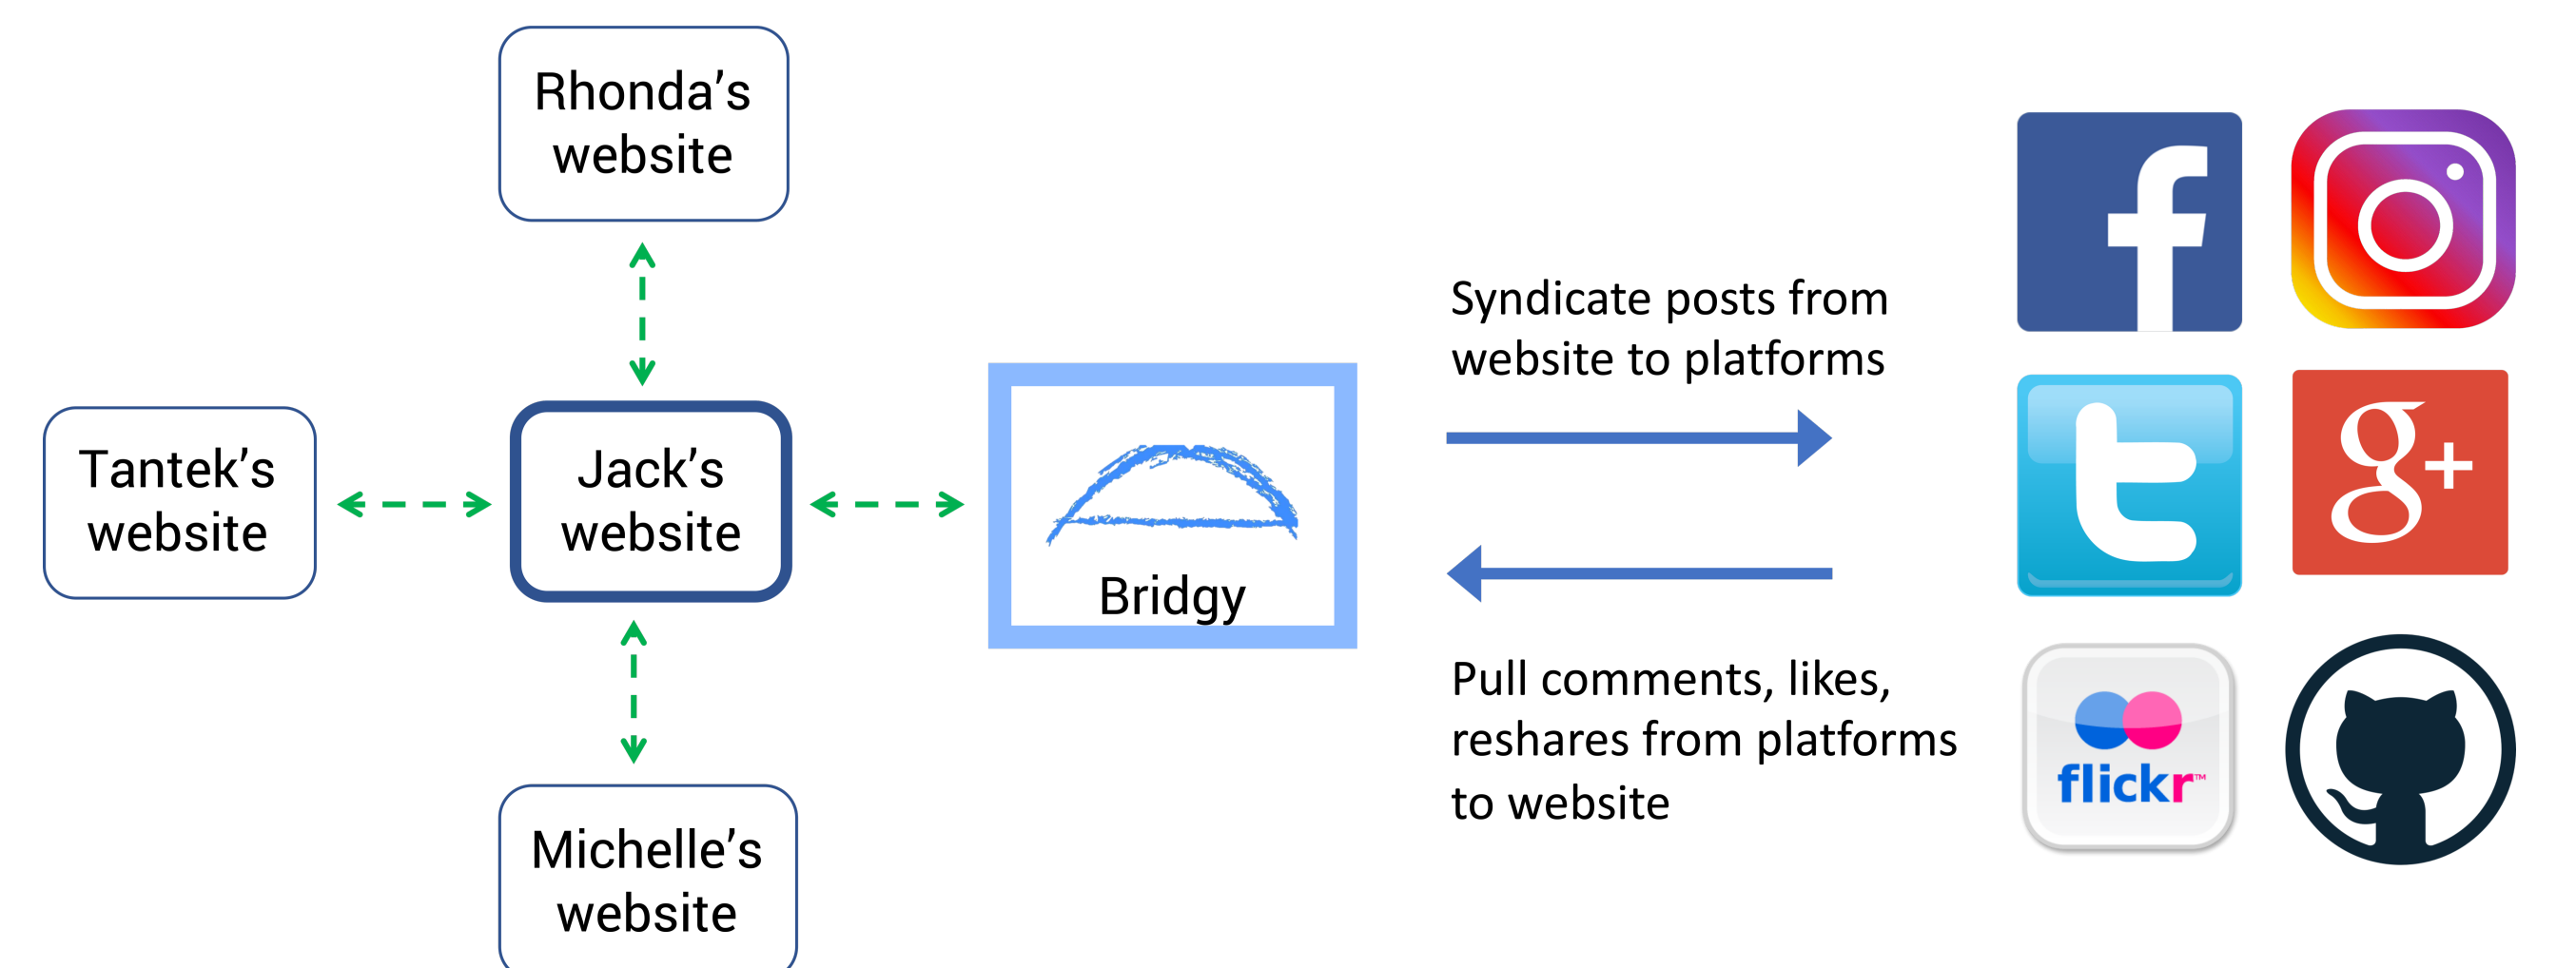 Rhonda’s
website
Tantek’s
website
Jack’s
website
Michelle’s
website
Bridgy
Syndicate posts from
website to platforms
Pull comments, likes,
reshares from platforms
to website
f
t
g+
flickr™